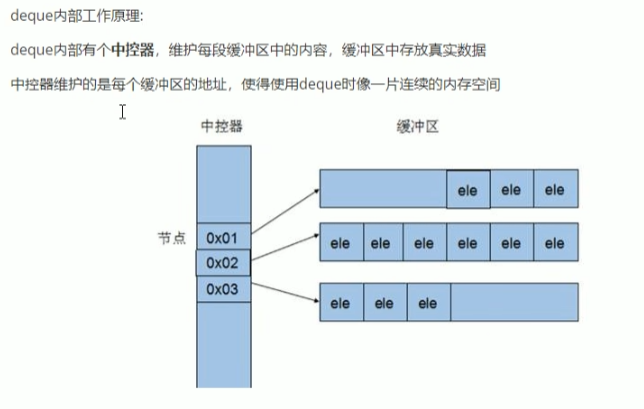 deque内部工作原理:
deque内部有个中控器，维护每段缓冲区中的内容，缓冲区中存放真实数据
中控器维护的是每个缓冲区的地址，使得使用deque时像一片连续的内存空间
中控器 缓冲区
ele ele ele
节点 0x01
ele ele ele ele ele ele
0x02
0x03
ele ele ele